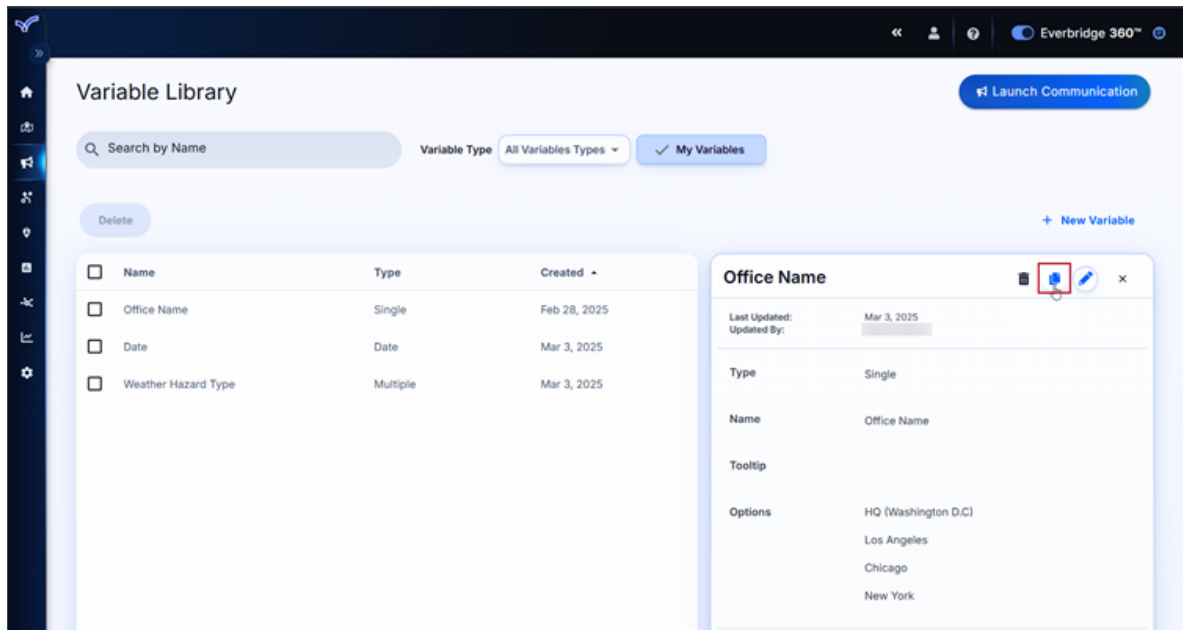 Everbridge 360™
Variable Library
Launch Communication
Search by Name
Variable Type All Variables Types My Variables
Delete
+ New Variable
Name Type Created
Office Name Single Feb 28, 2025
Date Date Mar 3, 2025
Weather Hazard Type Multiple Mar 3, 2025
Office Name
Last Updated: Mar 3, 2025
Updated By:
Type Single
Name Office Name
Tooltip
Options HQ (Washington D.C)
Los Angeles
Chicago
New York